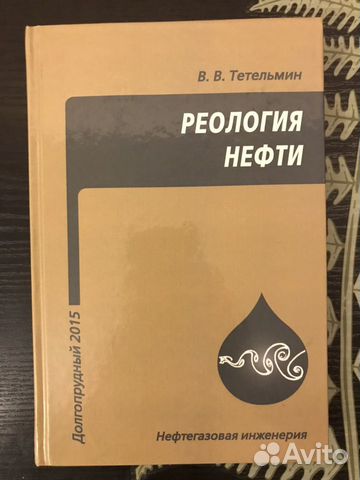 В. В. Тетельмин
РЕОЛОГИЯ
НЕФТИ
Долгопрудный 2015
Нефтегазовая инженерия
Avito